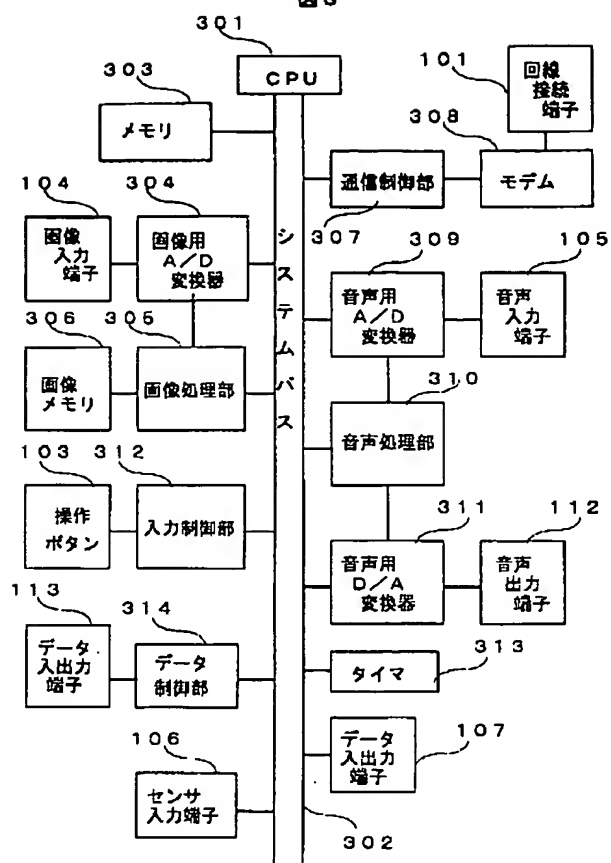 図3
301
CPU
303
メモリ
101
回線
接続
端子
308
モデム
通信制御部
307
104
画像
入力
端子
304
画像用
A/D
変換器
システムバス
309
音声用
A/D
変換器
105
音声
入力
端子
306
画像
メモリ
305
画像処理部
310
音声処理部
103
操作
ボタン
312
入力制御部
311
音声用
D/A
変換器
112
音声
出力
端子
113
データ
入出力
端子
314
データ
制御部
タイマ
313
106
センサ
入力端子
データ
入出力
端子
107
302